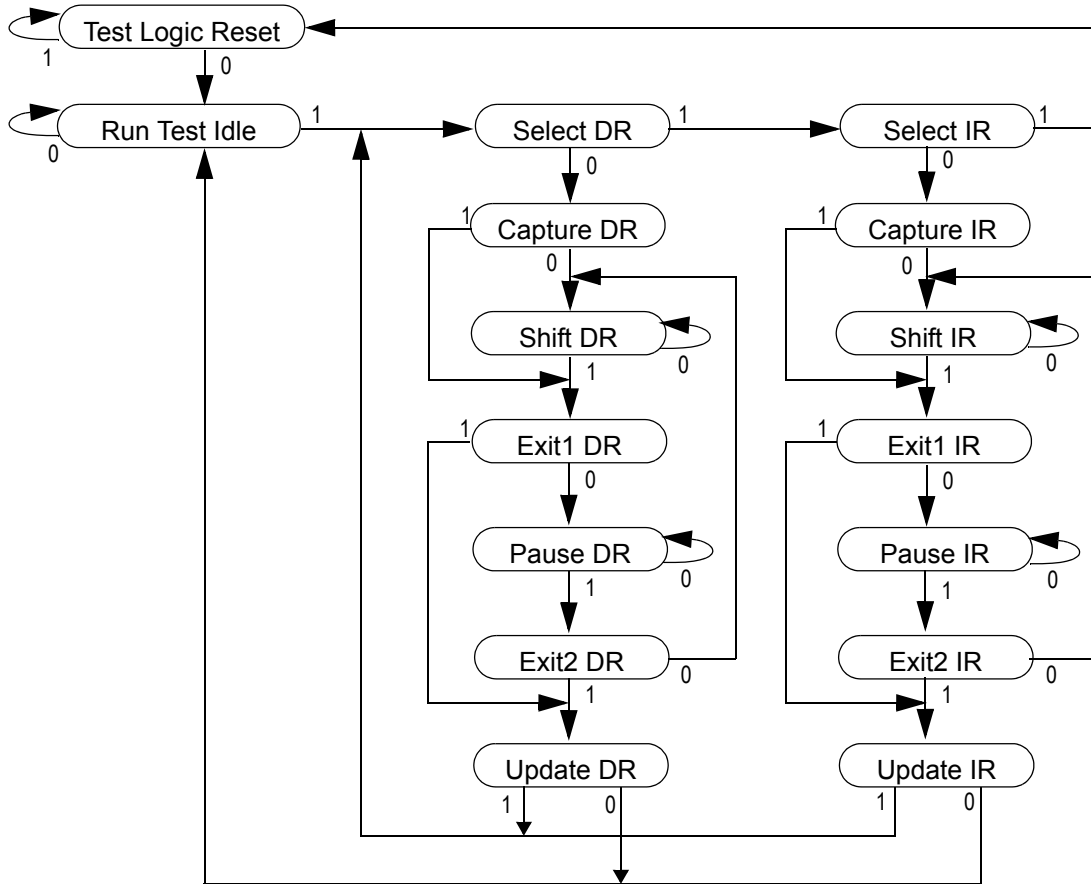 Test Logic Reset
1
0
Run Test Idle
1
0
Select DR
1
0
Select IR
1
0
1
Capture DR
0
1
Capture IR
0
Shift DR
0
1
Shift IR
0
1
1
Exit1 DR
0
1
Exit1 IR
0
Pause DR
0
1
Pause IR
0
1
Exit2 DR
0
1
Exit2 IR
0
1
Update DR
1
0
Update IR
1
0